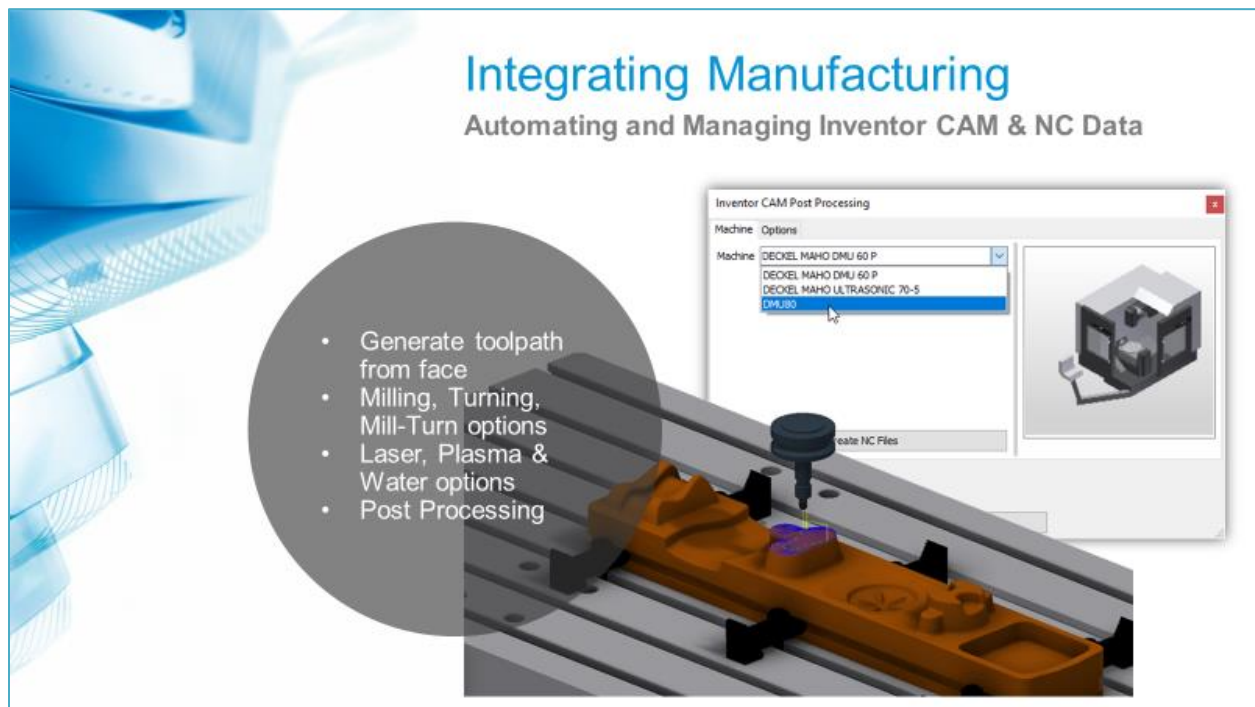 Integrating Manufacturing
Automating and Managing Inventor CAM & NC Data
Inventor CAM Post Processing
Machine Options
Machine DECKEL MAHO DMU 60 P
DECKEL MAHO DMU 60 P
DECKEL MAHO ULTRASONIC 70-5
DMU80
• Generate toolpath
from face
• Milling, Turning,
Mill-Turn options
• Laser, Plasma &
Water options
• Post Processing
NC Files